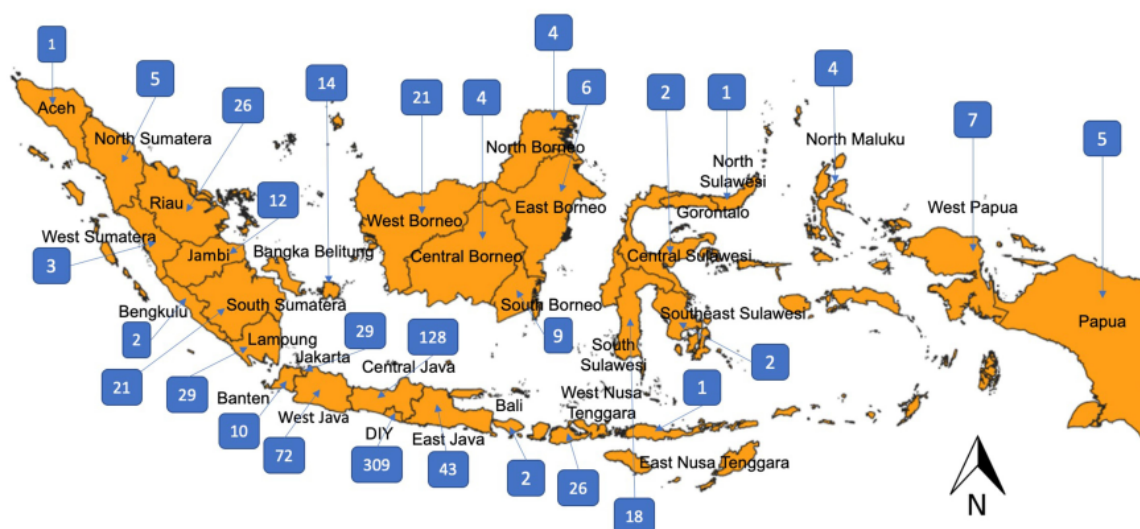 4
1
4
5
14
21
4
6
2
1
7
5
26
Aceh
North Sumatera
North Borneo
North Maluku
North
Sulawesi
12
Riau
West Borneo
East Borneo
Gorontalo
West Papua
West Sumatera
Jambi
Bangka Belitung
Central Borneo
Central Sulawesi
3
Bengkulu
South Sumatera
South Borneo
Southeast Sulawesi
Papua
2
Lampung
29
128
9
South
Sulawesi
2
21
29
Jakarta
Central Java
Banten
West Java
Bali
West Nusa
Tenggara
1
10
DIY
East Java
72
309
43
2
26
East Nusa Tenggara
18
N